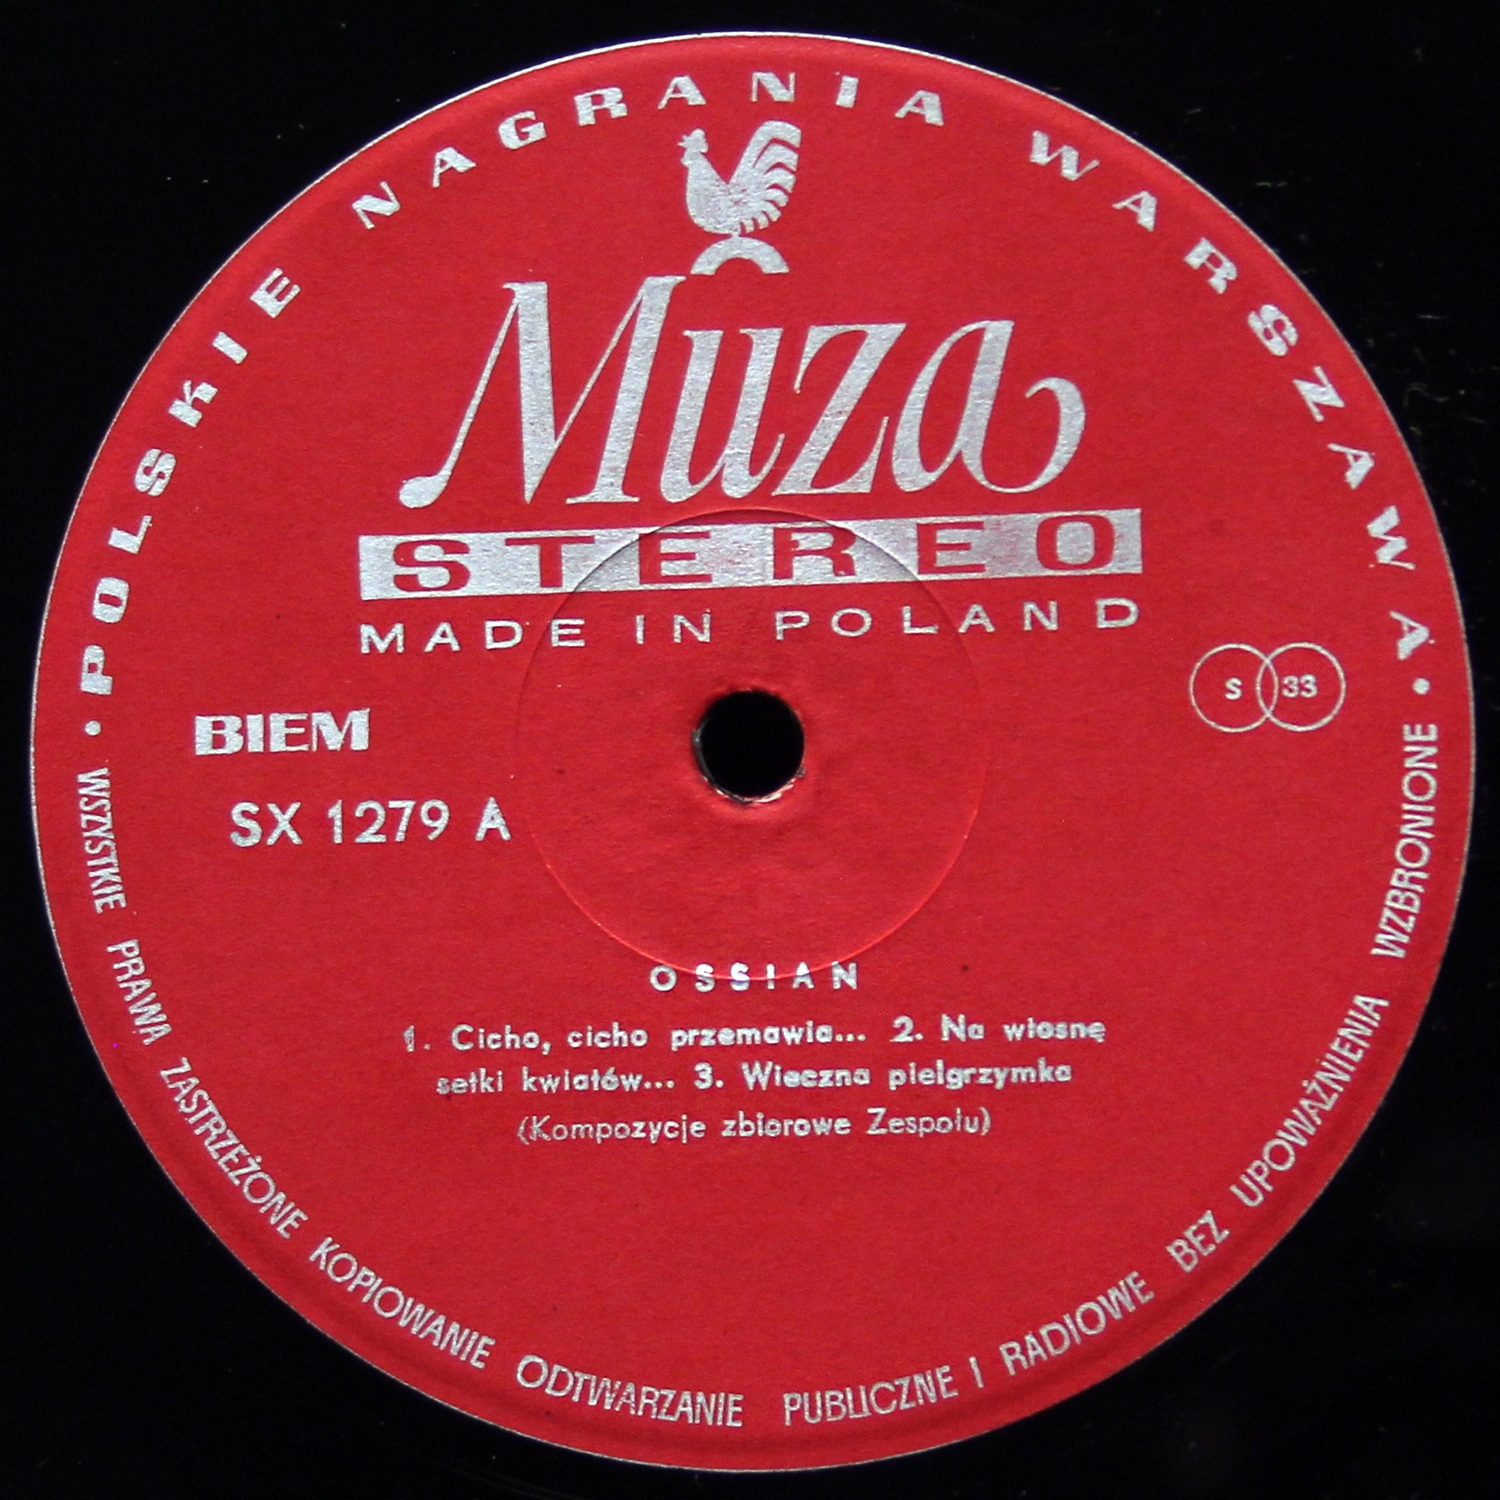 • POLSKIE NAGRANIA WARSZAWA •
Muza
STEREO
MADE IN POLAND
S 33
BIEM
SX 1279 A
OSSIAN
1. Cicho, cicho przemawia... 2. Na wiosnę
setki kwiatów... 3. Wieczna pielgrzymka
(Kompozycje zbiorowe Zespołu)
WSZYSTKIE PRAWA ZASTRZEŻONE KOPIOWANIE ODTWARZANIE PUBLICZNE I RADIOWE BEZ UPOWAŻNIENIA WZBRONIONE